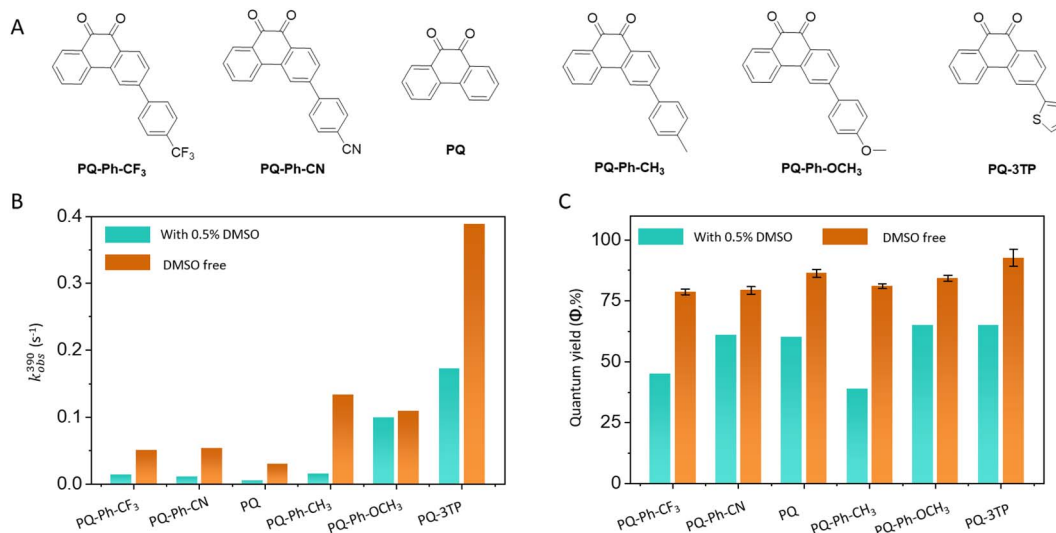 A
O O
O O
O O
O O
O O
O O
CF₃
CN
O
S
PQ-Ph-CF₃
PQ-Ph-CN
PQ
PQ-Ph-CH₃
PQ-Ph-OCH₃
PQ-3TP
B
With 0.5% DMSO
DMSO free
0.4
0.3
0.2
0.1
0.0
k³⁹⁰obs (s⁻¹)
PQ-Ph-CF₃
PQ-Ph-CN
PQ
PQ-Ph-CH₃
PQ-Ph-OCH₃
PQ-3TP
C
With 0.5% DMSO
DMSO free
100
75
50
25
0
Quantum yield (Φ,%)
PQ-Ph-CF₃
PQ-Ph-CN
PQ
PQ-Ph-CH₃
PQ-Ph-OCH₃
PQ-3TP